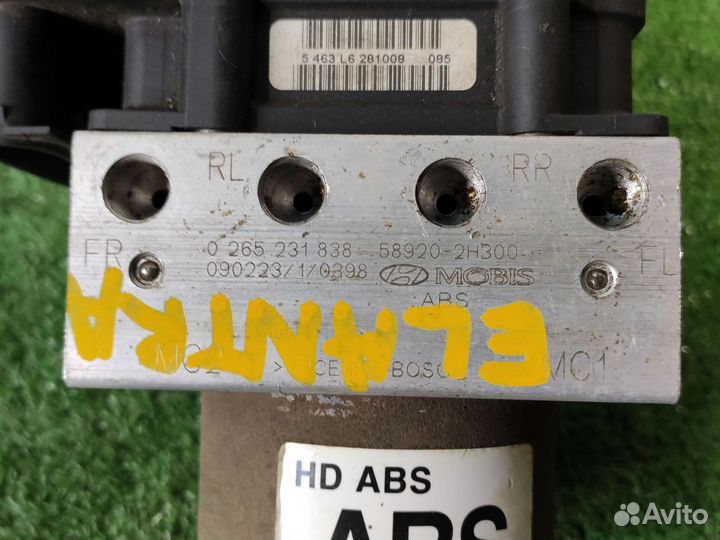 5 463 L6 281008 085
RL RR
FR 0 265 231 838 58920-2H300 FL
090223/1/0398 MOBIS
ABS
ELANTRA
MC2 > BOSC MC1
HD ABS
ABS
Avito